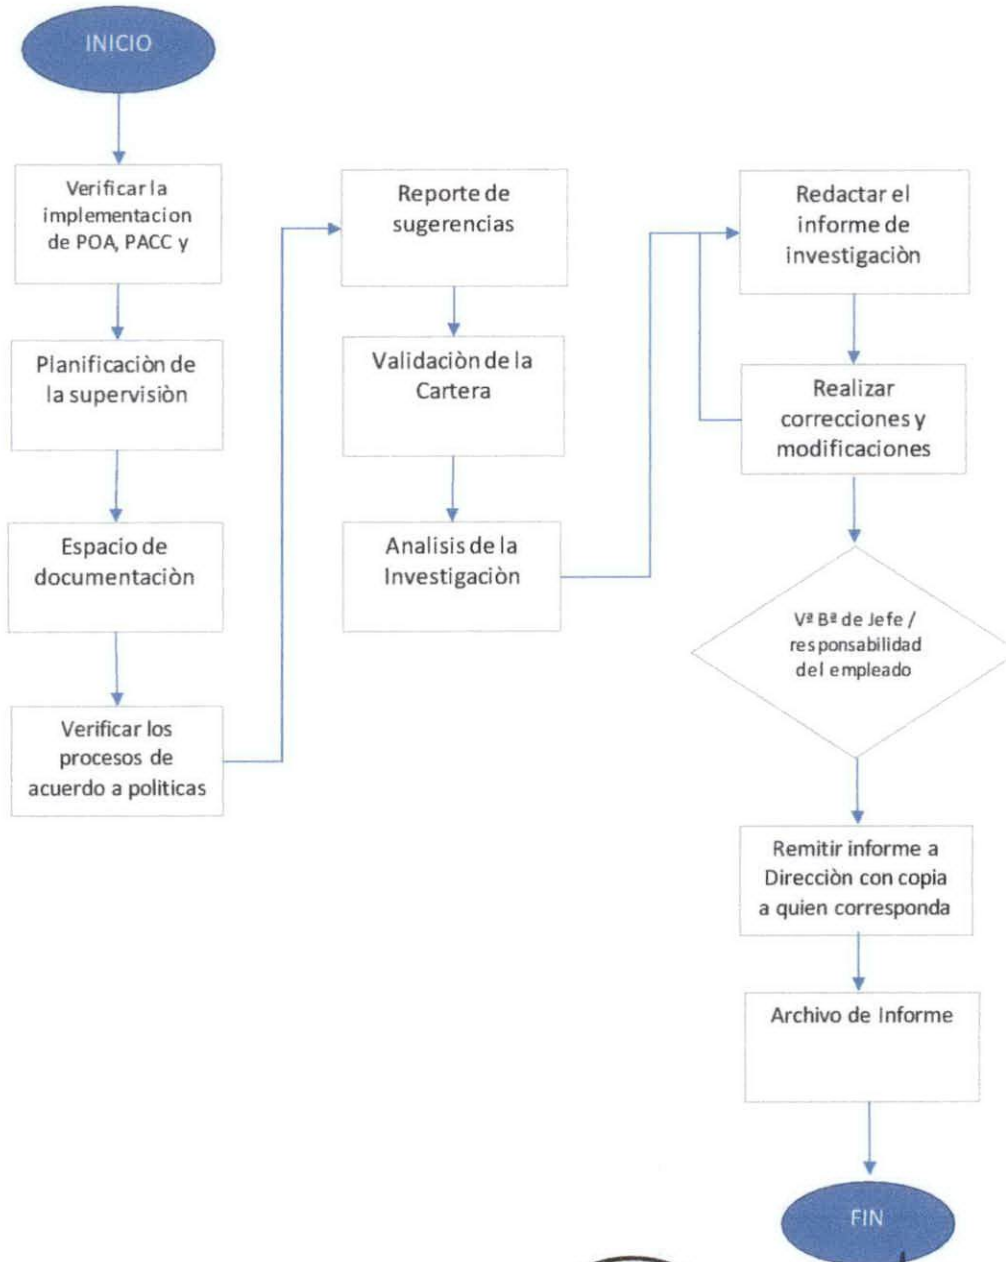 INICIO
Verificar la
implementacion
de POA, PACC y
Planificaciòn de
la supervisiòn
Espacio de
documentaciòn
Verificar los
procesos de
acuerdo a politicas
Reporte de
sugerencias
Validaciòn de la
Cartera
Analisis de la
Investigaciòn
Redactar el
informe de
investigaciòn
Realizar
correcciones y
modificaciones
Vª Bª de Jefe /
responsabilidad
del empleado
Remitir informe a
Direcciòn con copia
a quien corresponda
Archivo de Informe
FIN